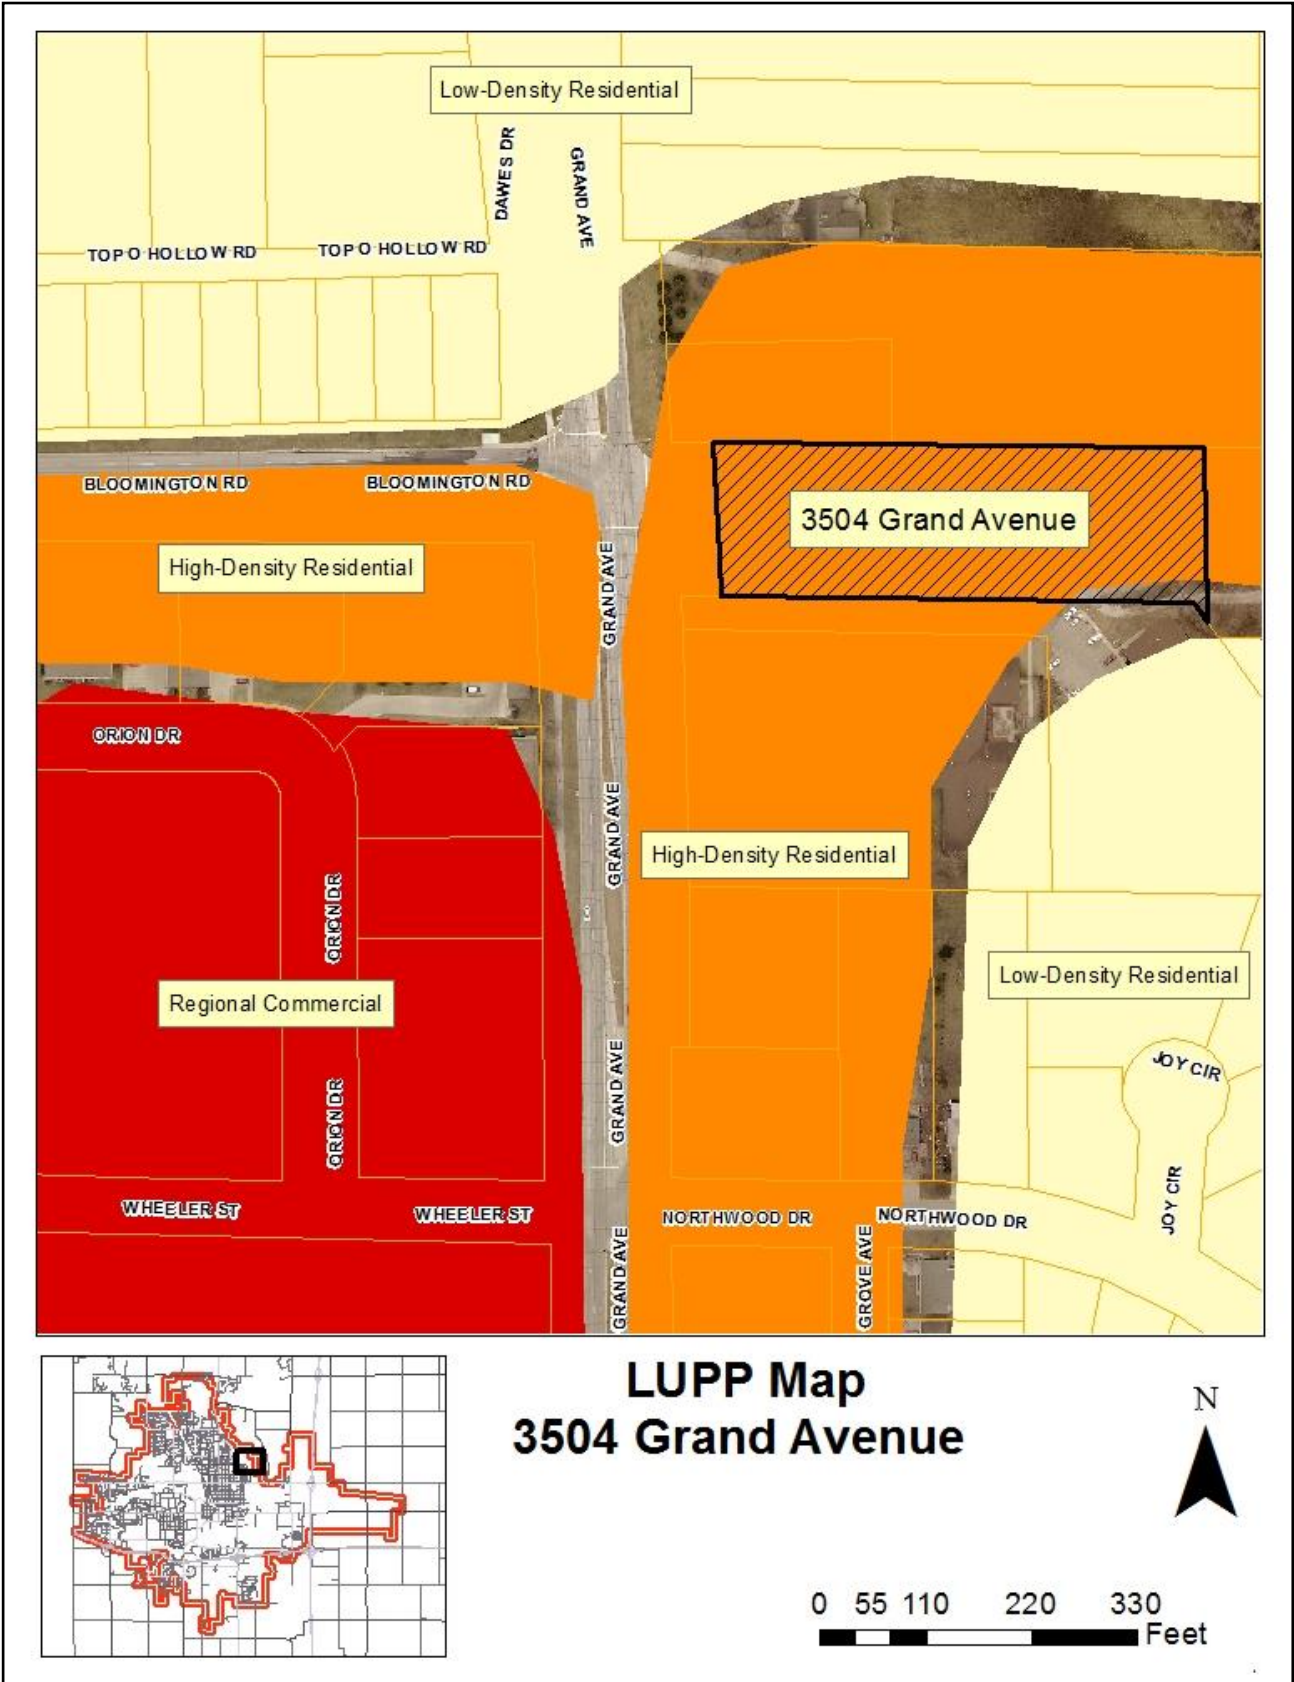 Low-Density Residential
DAWES DR
GRAND AVE
TOP O HOLLOW RD
TOP O HOLLOW RD
BLOOMINGTON RD
BLOOMINGTON RD
3504 Grand Avenue
High-Density Residential
GRAND AVE
ORION DR
GRAND AVE
High-Density Residential
ORION DR
Low-Density Residential
Regional Commercial
GRAND AVE
JOY CIR
ORION DR
JOY CIR
WHEELER ST
WHEELER ST
NORTHWOOD DR
NORTHWOOD DR
GRAND AVE
GROVE AVE
LUPP Map
3504 Grand Avenue
N
0 55 110 220 330
Feet